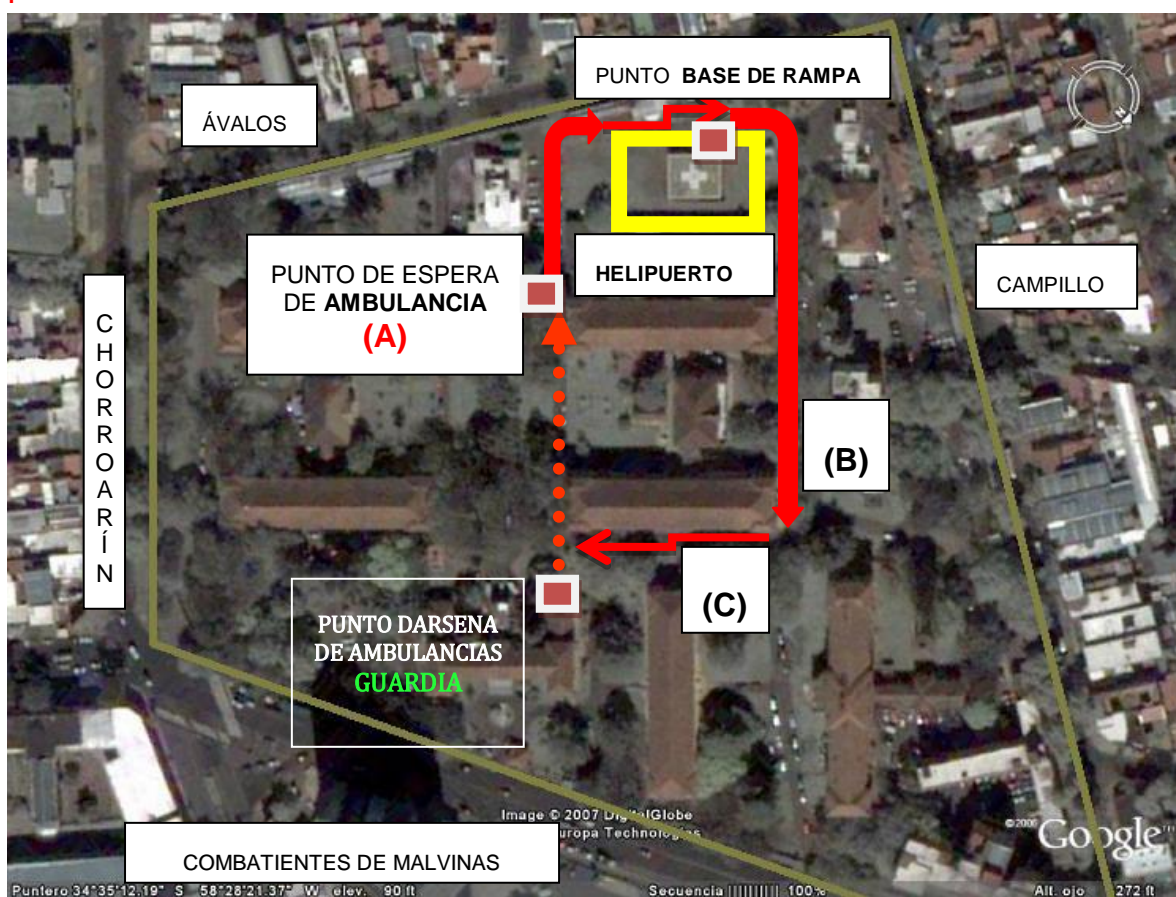 PUNTO BASE DE RAMPA
ÁVALOS
N
PUNTO DE ESPERA
DE AMBULANCIA
(A)
HELIPUERTO
CAMPILLO
C
H
O
R
R
O
A
R
Í
N
(B)
(C)
PUNTO DARSENA
DE AMBULANCIAS
GUARDIA
Image © 2007 DigitalGlobe
Europa Technologies
COMBATIENTES DE MALVINAS
Google
Puntero 34°35'12.19" S 58°28'21.37" W elev. 90 ft
Secuencia |||||||||| 100%
Alt. ojo 272 ft